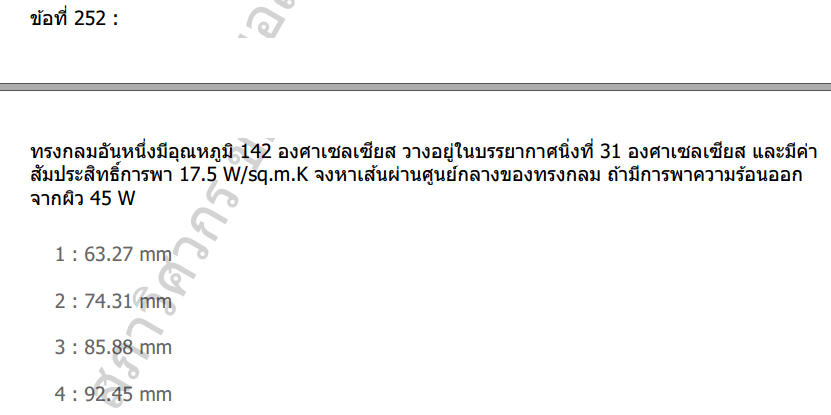 ข้อที่ 252 :
ทรงกลมอันหนึ่งมีอุณหภูมิ 142 องศาเซลเซียส วางอยู่ในบรรยากาศนิ่งที่ 31 องศาเซลเซียส และมีค่า
สัมประสิทธิ์การพา 17.5 W/sq.m.K จงหาเส้นผ่านศูนย์กลางของทรงกลม ถ้ามีการพาความร้อนออก
จากผิว 45 W
1 : 63.27 mm
2 : 74.31 mm
3 : 85.88 mm
4 : 92.45 mm
สภาวิศวกร